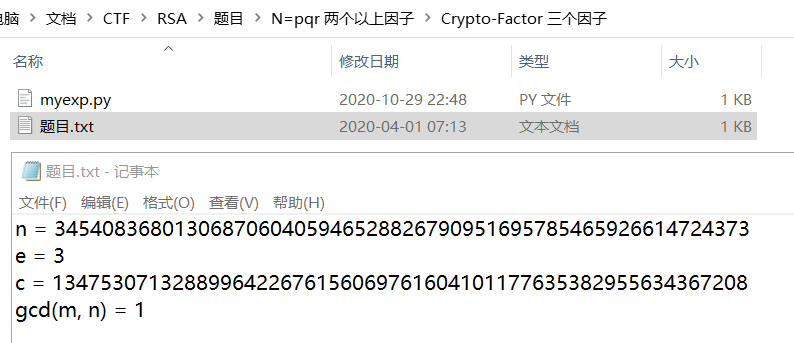 脑 > 文档 > CTF > RSA > 题目 > N=pqr 两个以上因子 > Crypto-Factor 三个因子
名称 修改日期 类型 大小
myexp.py 2020-10-29 22:48 PY 文件 1 KB
题目.txt 2020-04-01 07:13 文本文档 1 KB
题目.txt - 记事本
文件(F) 编辑(E) 格式(O) 查看(V) 帮助(H)
n = 3454083680130687060405946528826790951695785465926614724373
e = 3
c = 1347530713288996422676156069761604101177635382955634367208
gcd(m, n) = 1